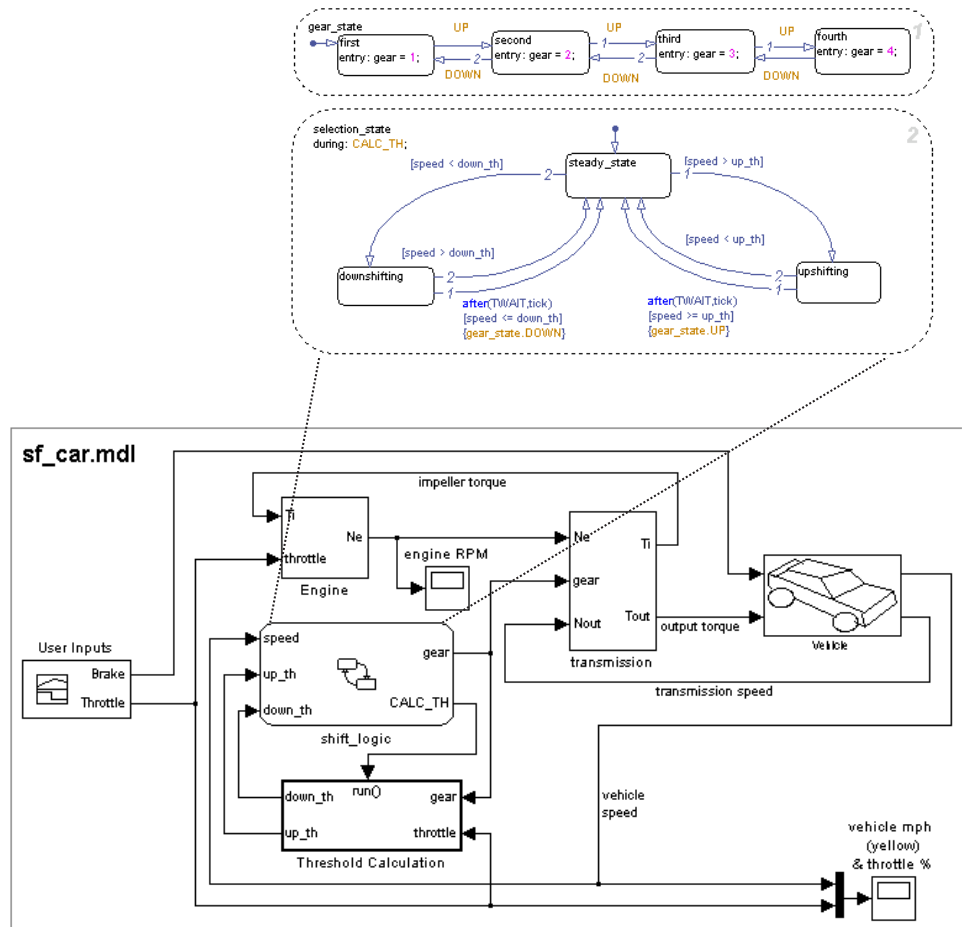 gear_state
1
first
entry: gear = 1;
UP
2
DOWN
second
entry: gear = 2;
UP
1
2
DOWN
third
entry: gear = 3;
UP
1
DOWN
fourth
entry: gear = 4;
selection_state
during: CALC_TH;
2
steady_state
[speed < down_th]
2
[speed > up_th]
1
[speed > down_th]
[speed < up_th]
downshifting
2
1
upshifting
2
1
after(TWAIT,tick)
[speed <= down_th]
{gear_state.DOWN}
after(TWAIT,tick)
[speed >= up_th]
{gear_state.UP}
sf_car.mdl
impeller torque
Ti
Ne
throttle
Engine
engine RPM
Ne
Ti
gear
Tout
Nout
transmission
output torque
Vehicle
transmission speed
User Inputs
Brake
Throttle
speed
gear
up_th
CALC_TH
down_th
shift_logic
run()
down_th
gear
up_th
throttle
Threshold Calculation
vehicle
speed
vehicle mph
(yellow)
& throttle %